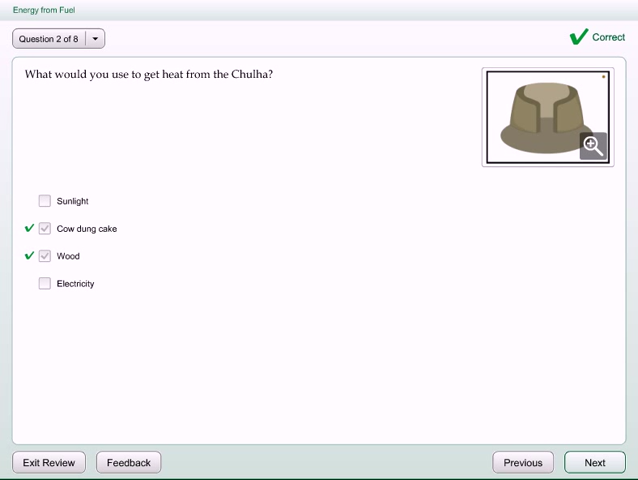 Energy from Fuel
Question 2 of 8
Correct
What would you use to get heat from the Chulha?
Sunlight
Cow dung cake
Wood
Electricity
Exit Review
Feedback
Previous
Next